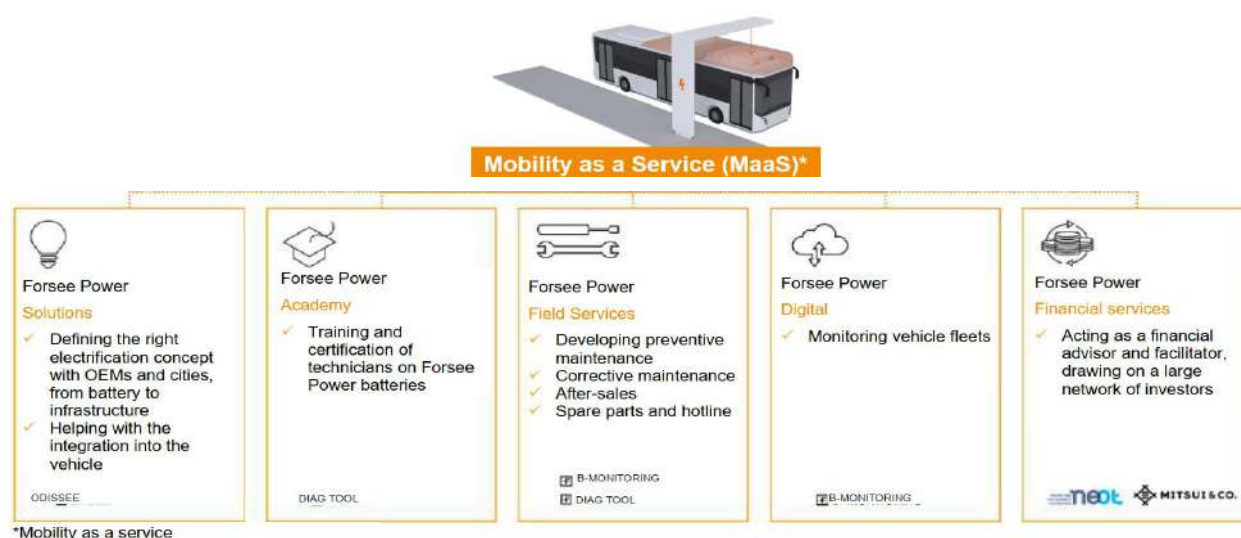 Mobility as a Service (MaaS)*
Forsee Power
Solutions
✓ Defining the right
electrification concept
with OEMs and cities,
from battery to
infrastructure
✓ Helping with the
integration into the
vehicle
ODISSEE
Forsee Power
Academy
✓ Training and
certification of
technicians on Forsee
Power batteries
DIAG TOOL
Forsee Power
Field Services
✓ Developing preventive
maintenance
✓ Corrective maintenance
✓ After-sales
✓ Spare parts and hotline
B-MONITORING
DIAG TOOL
Forsee Power
Digital
✓ Monitoring vehicle fleets
B-MONITORING
Forsee Power
Financial services
✓ Acting as a financial
advisor and facilitator,
drawing on a large
network of investors
neot
MITSUI & CO.
*Mobility as a service